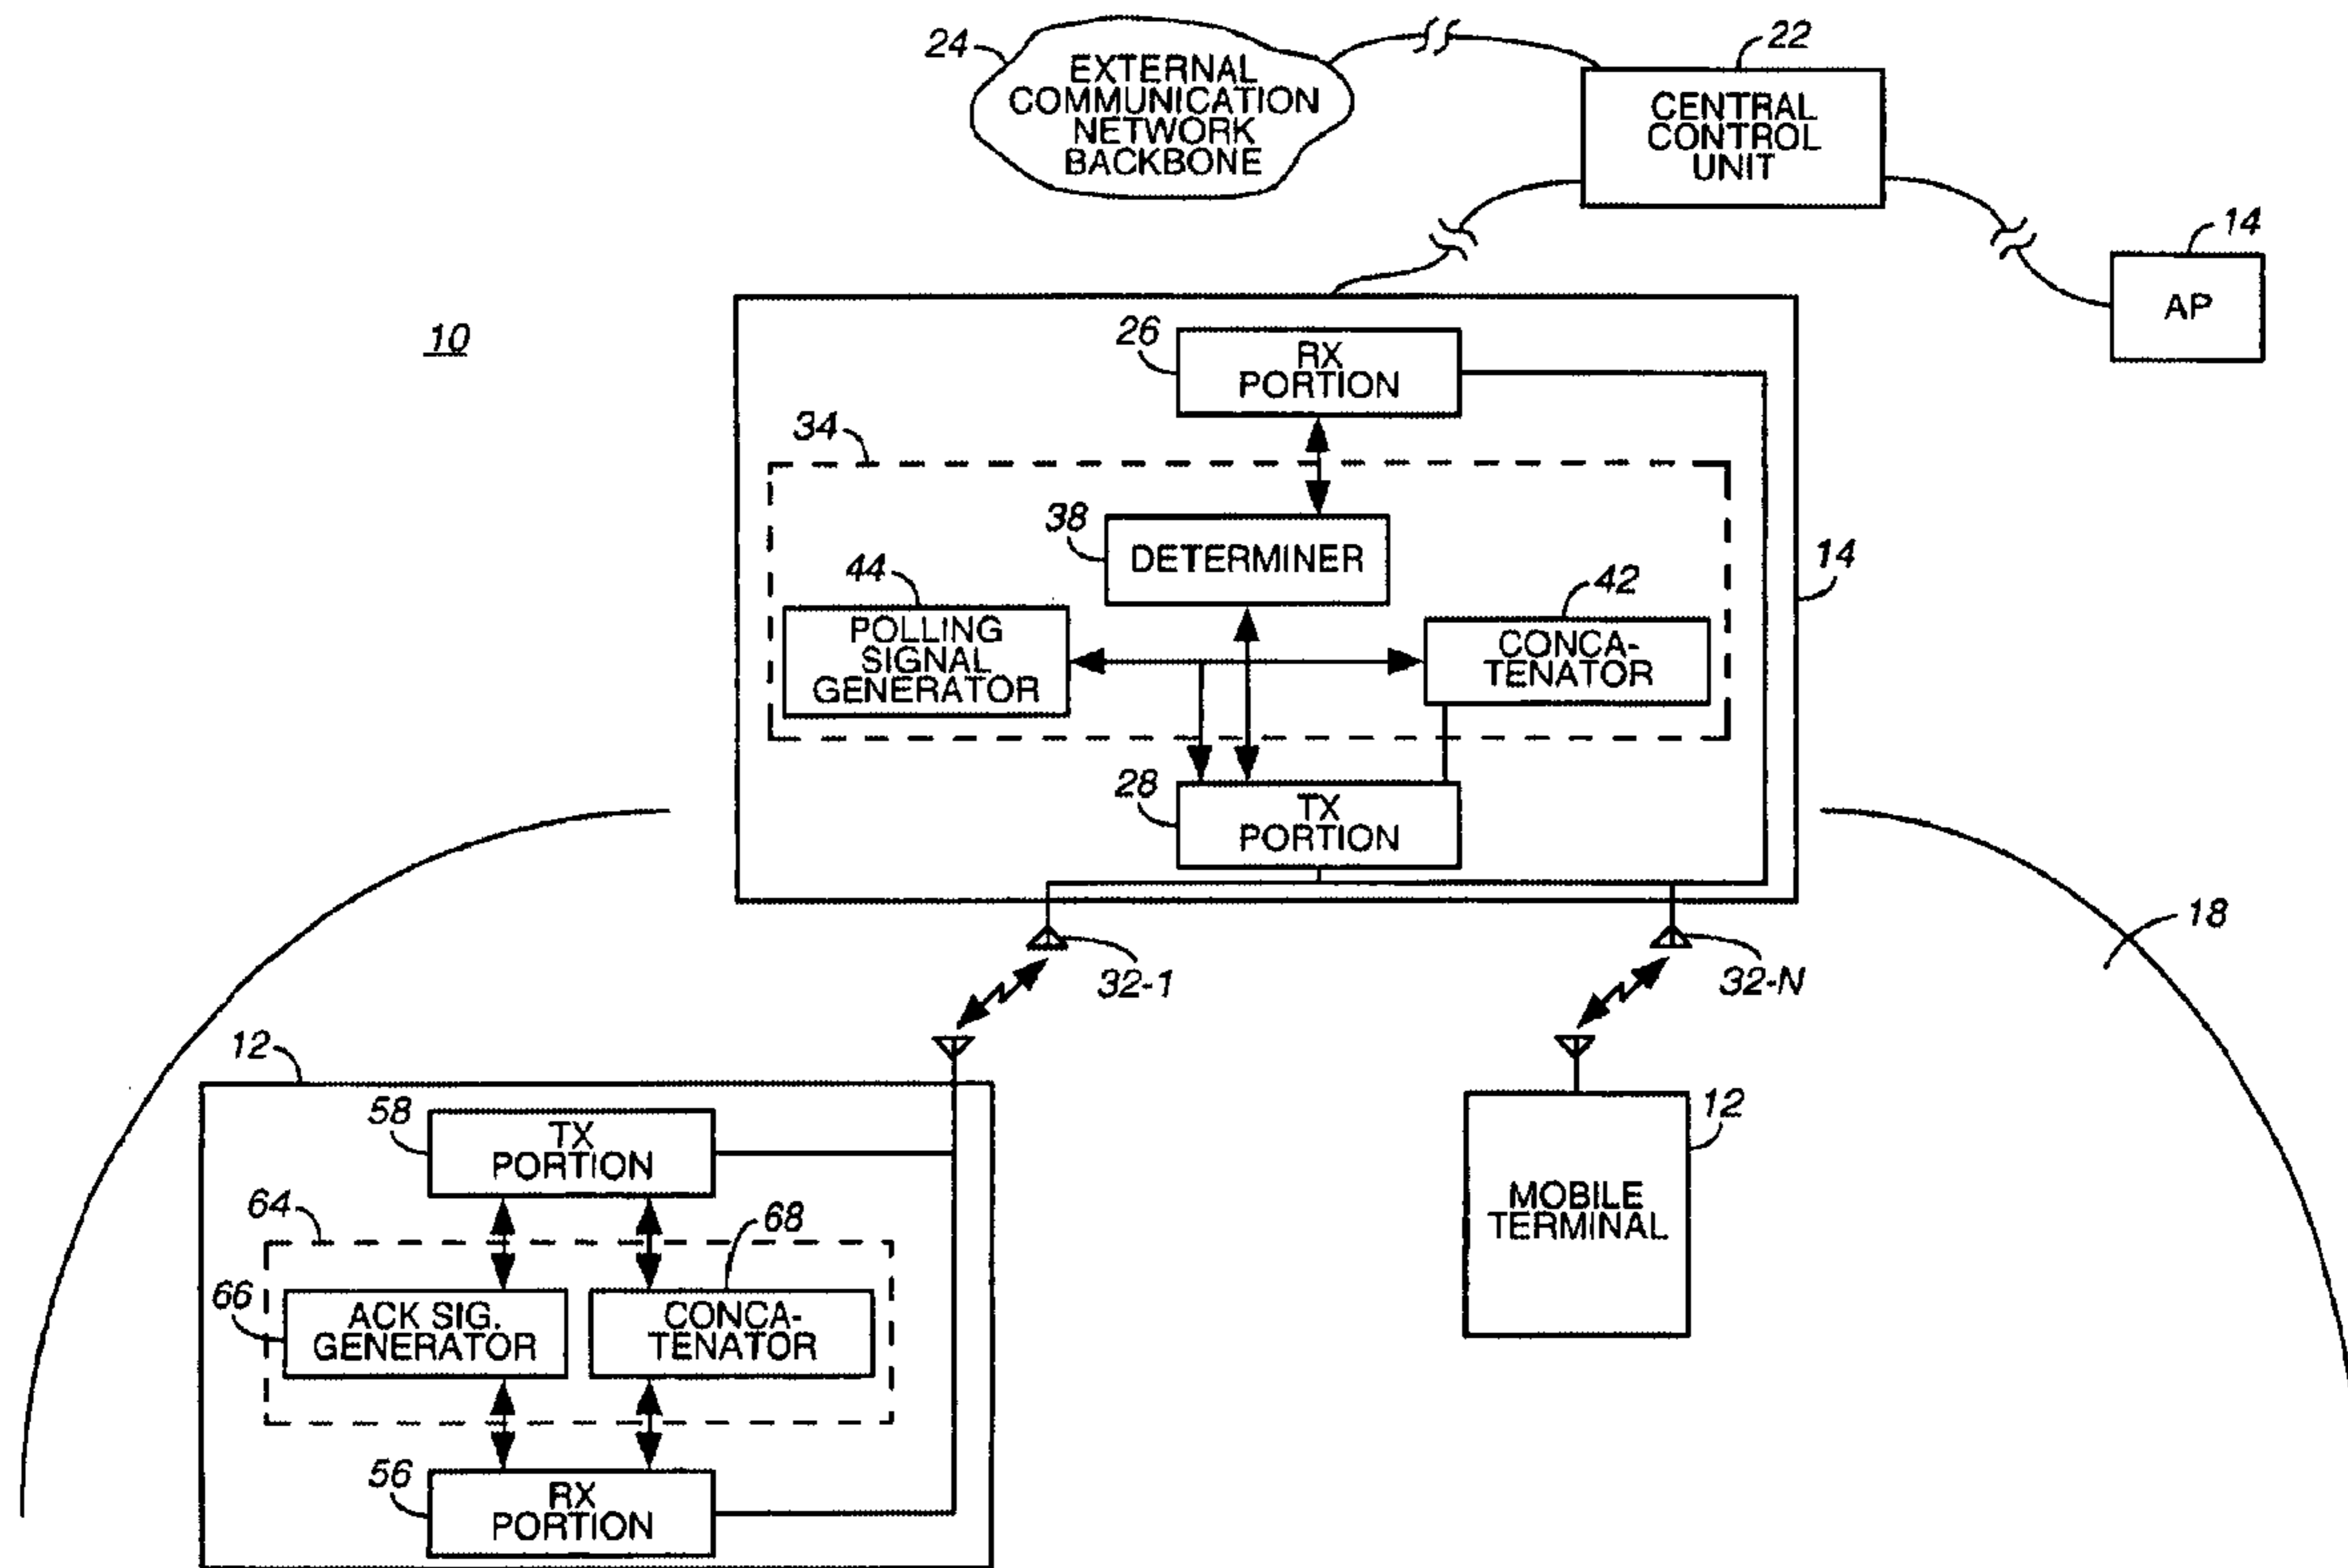 24
EXTERNAL
COMMUNICATION
NETWORK
BACKBONE
22
CENTRAL
CONTROL
UNIT
14
AP
10
26
RX
PORTION
34
38
DETERMINER
44
POLLING
SIGNAL
GENERATOR
42
CONCA-
TENATOR
14
28
TX
PORTION
18
32-1
32-N
12
58
TX
PORTION
64
68
66
ACK SIG.
GENERATOR
CONCA-
TENATOR
56
RX
PORTION
12
MOBILE
TERMINAL